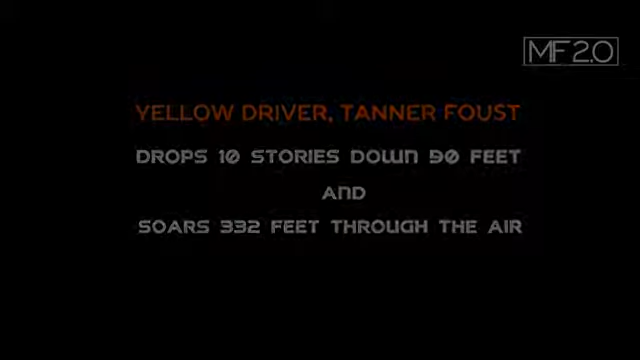 MF2.0
YELLOW DRIVER, TANNER FOUST
DROPS 10 STORIES DOWN 90 FEET
AND
SOARS 332 FEET THROUGH THE AIR